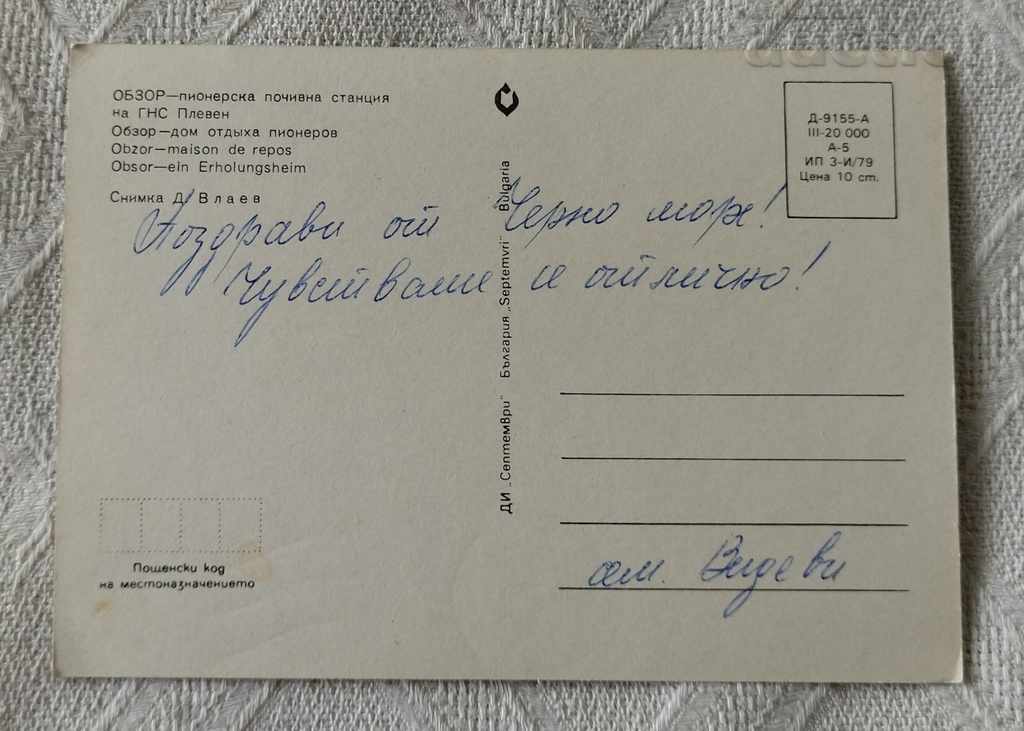 ОБЗОР—пионерска почивна станция
на ГНС Плевен
Обзор—дом отдыха пионеров
Obzor—maison de repos
Obsor—ein Erholungsheim
Снимка Д. Влаев
Поздрави от Черно море!
Чувстваме се отлично!
ДИ „Септември" България „Septemvri" Bulgaria
Д-9155-А
III-20 000
А-5
ИП 3-И/79
Цена 10 ст.
сем. Видеви
Пощенски код
на местоназначението